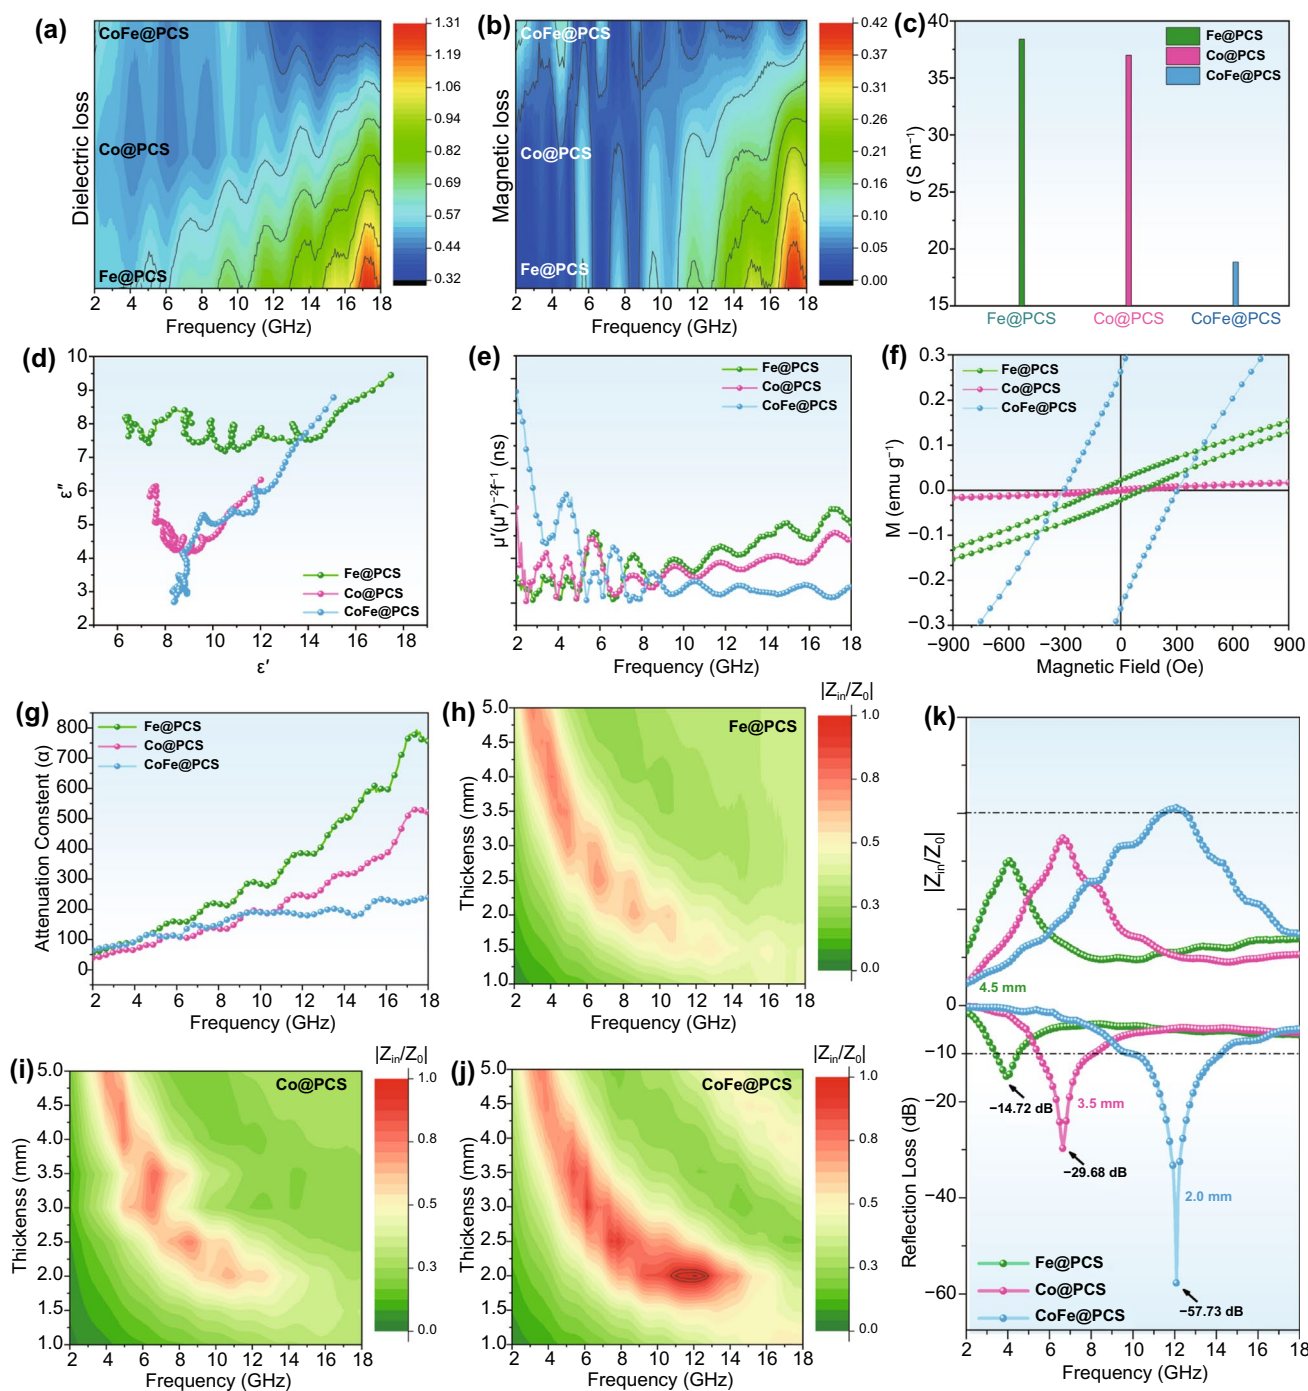 (a)
CoFe@PCS
Co@PCS
Fe@PCS
Dielectric loss
1.31
1.19
1.06
0.94
0.82
0.69
0.57
0.45
0.32
2 4 6 8 10 12 14 16 18
Frequency (GHz)
(b)
CoFe@PCS
Co@PCS
Fe@PCS
Magnetic loss
0.42
0.37
0.31
0.26
0.21
0.16
0.10
0.05
0.00
2 4 6 8 10 12 14 16 18
Frequency (GHz)
(c)
Fe@PCS
Co@PCS
CoFe@PCS
σ (S m⁻¹)
40
35
30
25
20
15
Fe@PCS Co@PCS CoFe@PCS
(d)
10
9
8
7
6
5
4
3
2
ε″
Fe@PCS
Co@PCS
CoFe@PCS
6 8 10 12 14 16 18
ε′
(e)
Fe@PCS
Co@PCS
CoFe@PCS
μ′(μ″)⁻²f⁻¹ (ns)
2 4 6 8 10 12 14 16 18
Frequency (GHz)
(f)
Fe@PCS
Co@PCS
CoFe@PCS
M (emu g⁻¹)
0.3
0.2
0.1
0.0
−0.1
−0.2
−0.3
−900 −600 −300 0 300 600 900
Magnetic Field (Oe)
(g)
Fe@PCS
Co@PCS
CoFe@PCS
Attenuation Constent (α)
800
700
600
500
400
300
200
100
0
2 4 6 8 10 12 14 16 18
Frequency (GHz)
(h)
Fe@PCS
|Zin/Z0|
1.0
0.8
0.5
0.3
0.0
Thickenss (mm)
5.0
4.5
4.0
3.5
3.0
2.5
2.0
1.5
1.0
2 4 6 8 10 12 14 16 18
Frequency (GHz)
(i)
Co@PCS
|Zin/Z0|
1.0
0.8
0.5
0.3
0.0
Thickenss (mm)
5.0
4.5
4.0
3.5
3.0
2.5
2.0
1.5
1.0
2 4 6 8 10 12 14 16 18
Frequency (GHz)
(j)
CoFe@PCS
|Zin/Z0|
1.0
0.8
0.5
0.3
0.0
Thickenss (mm)
5.0
4.5
4.0
3.5
3.0
2.5
2.0
1.5
1.0
2 4 6 8 10 12 14 16 18
Frequency (GHz)
(k)
|Zin/Z0|
4.5 mm
0
−10
−20
−40
−60
Reflection Loss (dB)
−14.72 dB
3.5 mm
−29.68 dB
2.0 mm
−57.73 dB
Fe@PCS
Co@PCS
CoFe@PCS
2 4 6 8 10 12 14 16 18
Frequency (GHz)